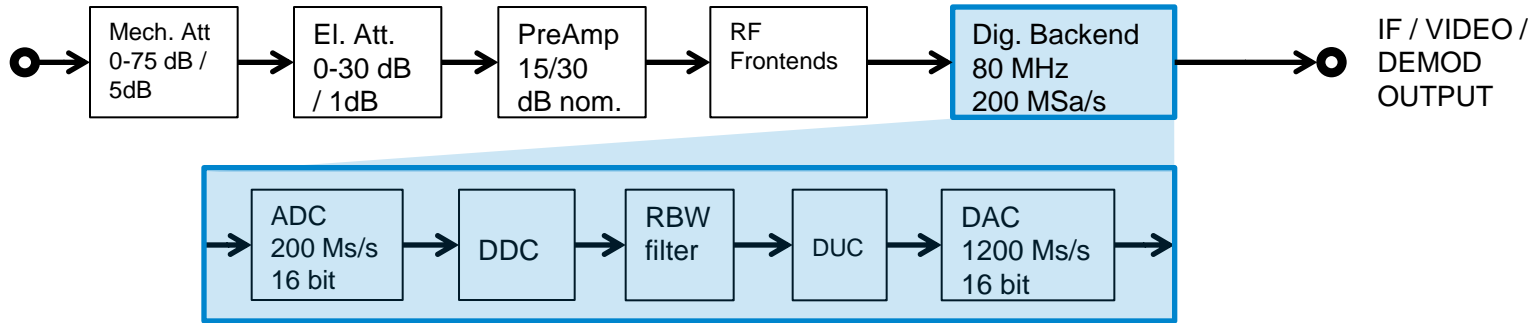 Mech. Att
0-75 dB /
5dB
El. Att.
0-30 dB
/ 1dB
PreAmp
15/30
dB nom.
RF
Frontends
Dig. Backend
80 MHz
200 MSa/s
IF / VIDEO /
DEMOD
OUTPUT
ADC
200 Ms/s
16 bit
DDC
RBW
filter
DUC
DAC
1200 Ms/s
16 bit